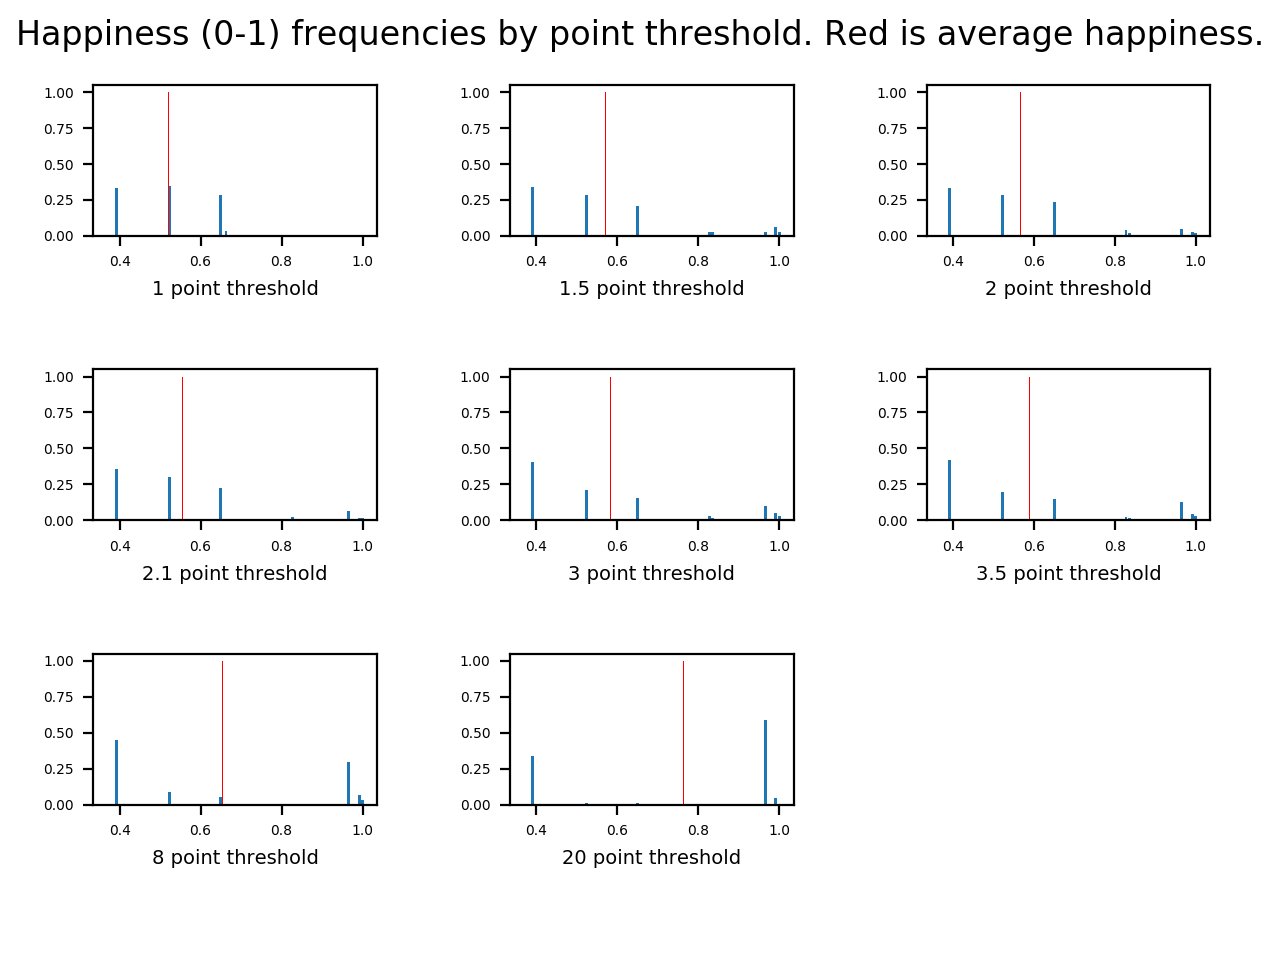 Happiness (0-1) frequencies by point threshold. Red is average happiness.
1.00 0.75 0.50 0.25 0.00
0.4 0.6 0.8 1.0
1 point threshold
1.00 0.75 0.50 0.25 0.00
0.4 0.6 0.8 1.0
1.5 point threshold
1.00 0.75 0.50 0.25 0.00
0.4 0.6 0.8 1.0
2 point threshold
1.00 0.75 0.50 0.25 0.00
0.4 0.6 0.8 1.0
2.1 point threshold
1.00 0.75 0.50 0.25 0.00
0.4 0.6 0.8 1.0
3 point threshold
1.00 0.75 0.50 0.25 0.00
0.4 0.6 0.8 1.0
3.5 point threshold
1.00 0.75 0.50 0.25 0.00
0.4 0.6 0.8 1.0
8 point threshold
1.00 0.75 0.50 0.25 0.00
0.4 0.6 0.8 1.0
20 point threshold